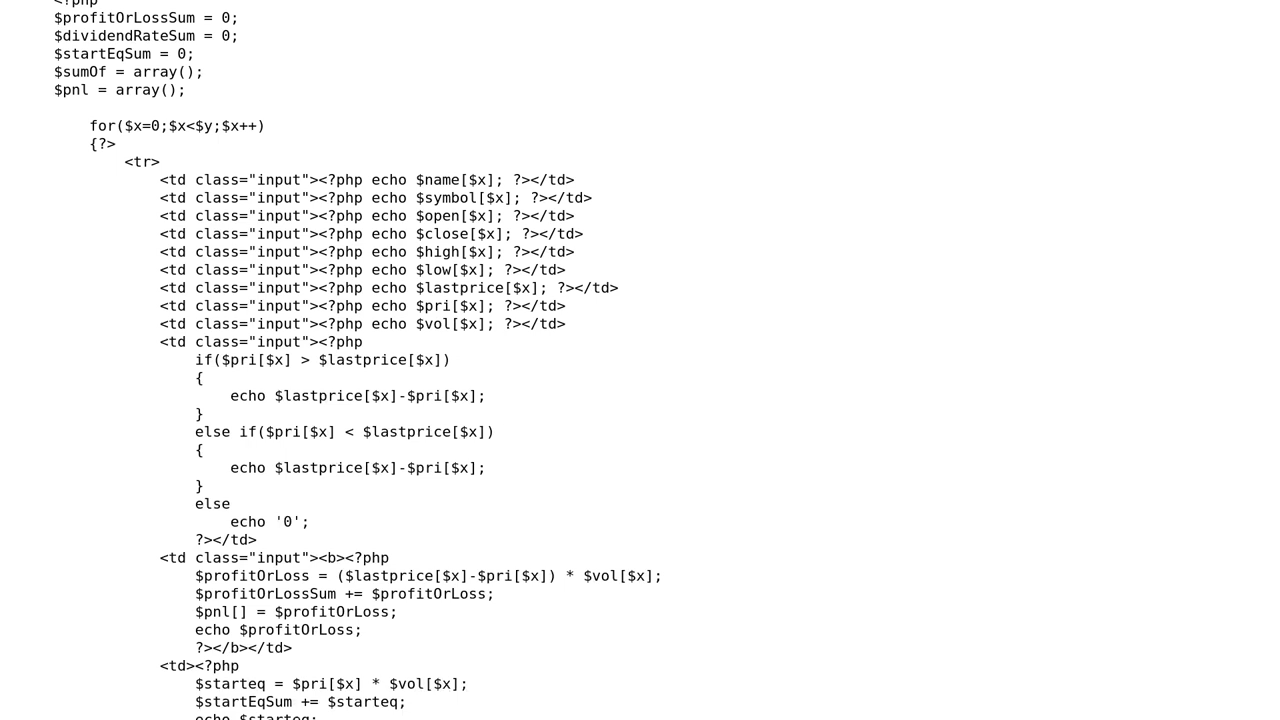 <?php
$profitOrLossSum = 0;
$dividendRateSum = 0;
$startEqSum = 0;
$sumOf = array();
$pnl = array();
for($x=0;$x<$y;$x++)
{?>
<tr>
<td class="input"><?php echo $name[$x]; ?></td>
<td class="input"><?php echo $symbol[$x]; ?></td>
<td class="input"><?php echo $open[$x]; ?></td>
<td class="input"><?php echo $close[$x]; ?></td>
<td class="input"><?php echo $high[$x]; ?></td>
<td class="input"><?php echo $low[$x]; ?></td>
<td class="input"><?php echo $lastprice[$x]; ?></td>
<td class="input"><?php echo $pri[$x]; ?></td>
<td class="input"><?php echo $vol[$x]; ?></td>
<td class="input"><?php
if($pri[$x] > $lastprice[$x])
{
echo $lastprice[$x]-$pri[$x];
}
else if($pri[$x] < $lastprice[$x])
{
echo $lastprice[$x]-$pri[$x];
}
else
echo '0';
?></td>
<td class="input"><b><?php
$profitOrLoss = ($lastprice[$x]-$pri[$x]) * $vol[$x];
$profitOrLossSum += $profitOrLoss;
$pnl[] = $profitOrLoss;
echo $profitOrLoss;
?></b></td>
<td><?php
$starteq = $pri[$x] * $vol[$x];
$startEqSum += $starteq;
echo $starteq;